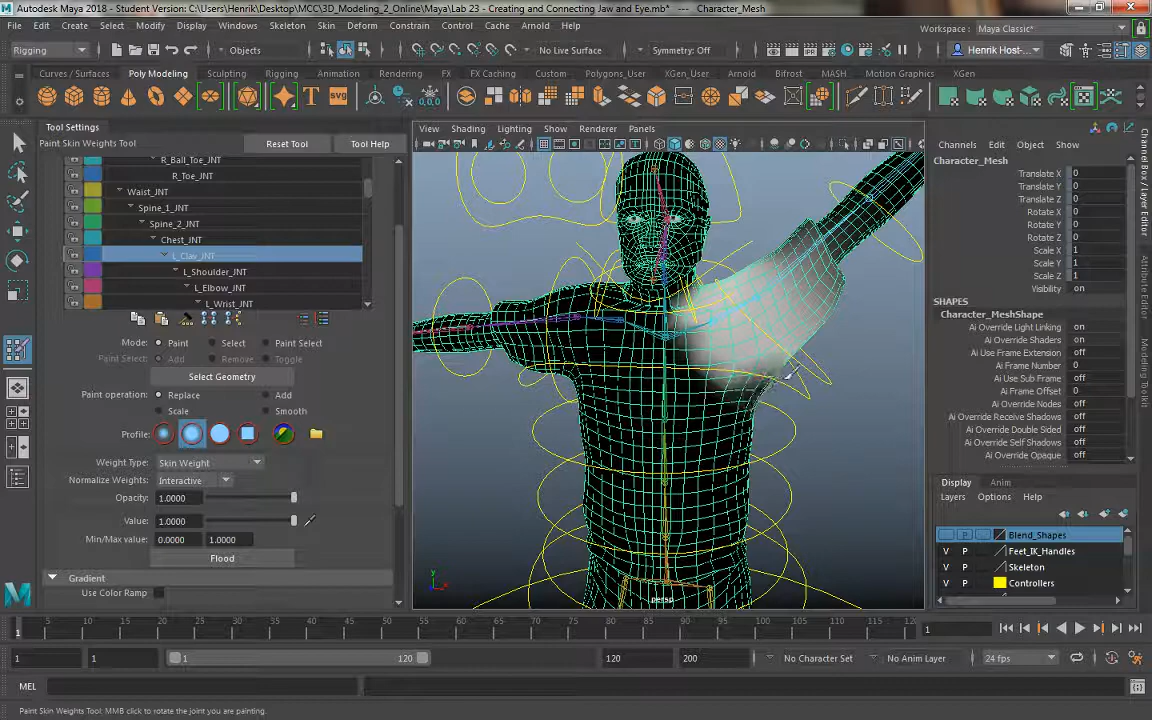 Autodesk Maya 2018 - Student Version: C:\Users\Henrik\Desktop\MCC\3D_Modeling_2_Online\Maya\Lab 23 - Creating and Connecting Jaw and Eye.mb* --- Character_Mesh
File Edit Create Select Modify Display Windows Skeleton Skin Deform Constrain Control Cache Arnold Help
Workspace: Maya Classic*
Rigging Objects No Live Surface Symmetry: Off Henrik Host-...
Curves / Surfaces Poly Modeling Sculpting Rigging Animation Rendering FX FX Caching Custom Polygons_User XGen_User Arnold Bifrost MASH Motion Graphics XGen
SVG
Tool Settings
Paint Skin Weights Tool Reset Tool Tool Help
R_Ball_Toe_JNT
R_Toe_JNT
Waist_JNT
Spine_1_JNT
Spine_2_JNT
Chest_JNT
L_Clav_JNT
L_Shoulder_JNT
L_Elbow_JNT
L_Wrist_JNT
Mode: Paint Select Paint Select
Paint Select: Add Remove Toggle
Select Geometry
Paint operation: Replace Add
Scale Smooth
Profile:
Weight Type: Skin Weight
Normalize Weights: Interactive
Opacity: 1.0000
Value: 1.0000
Min/Max value: 0.0000 1.0000
Flood
Gradient
Use Color Ramp
View Shading Lighting Show Renderer Panels
persp
Channels Edit Object Show
Character_Mesh
Translate X 0
Translate Y 0
Translate Z 0
Rotate X 0
Rotate Y 0
Rotate Z 0
Scale X 1
Scale Y 1
Scale Z 1
Visibility on
SHAPES
Character_MeshShape
Ai Override Light Linking on
Ai Override Shaders on
Ai Use Frame Extension off
Ai Frame Number 0
Ai Use Sub Frame off
Ai Frame Offset 0
Ai Override Nodes off
Ai Override Receive Shadows off
Ai Override Double Sided off
Ai Override Self Shadows off
Ai Override Opaque off
Channel Box / Layer Editor
Attribute Editor
Modeling Toolkit
Display Anim
Layers Options Help
P Blend_Shapes
V P Feet_IK_Handles
V P Skeleton
V P Controllers
1 5 10 15 20 25 30 35 40 45 50 55 60 65 70 75 80 85 90 95 100 105 110 115 1
1 1 1 120 120 200 No Character Set No Anim Layer 24 fps
MEL
Paint Skin Weights Tool: MMB click to rotate the joint you are painting.